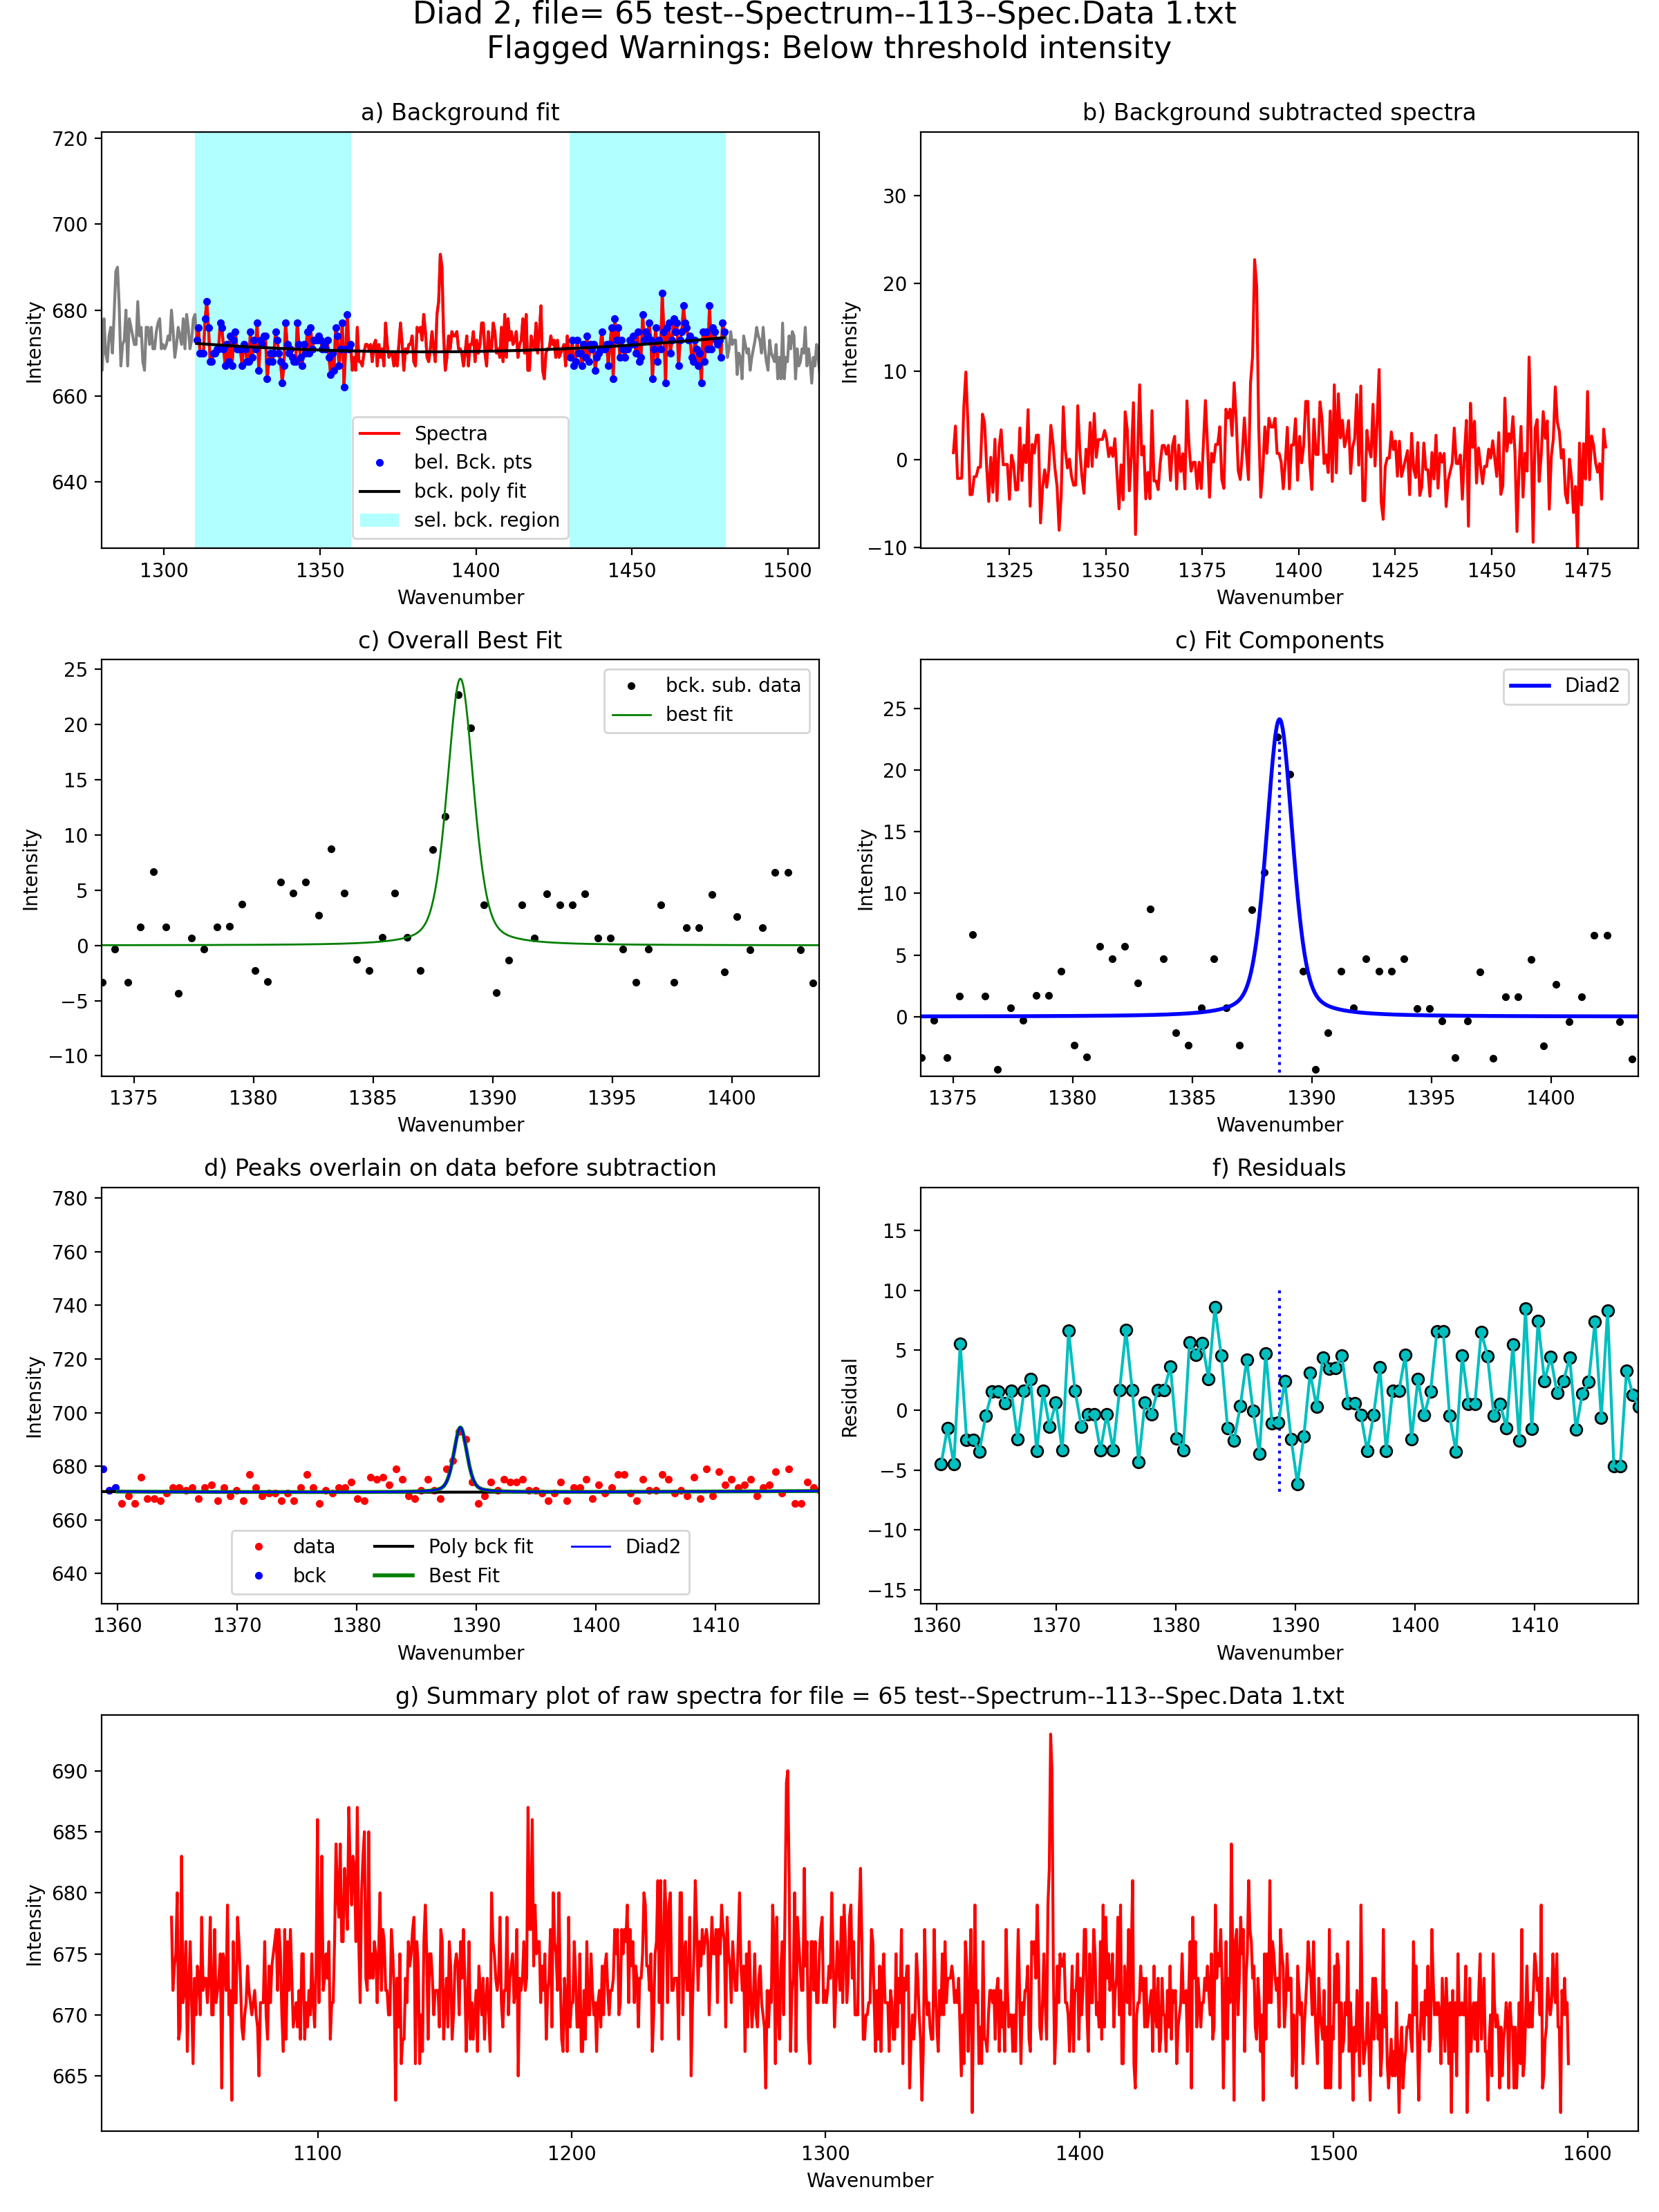 Diad 2, file= 65 test--Spectrum--113--Spec.Data 1.txt
Flagged Warnings: Below threshold intensity
a) Background fit
720
700
680
660
640
Intensity
1300 1350 1400 1450 1500
Wavenumber
Spectra
bel. Bck. pts
bck. poly fit
sel. bck. region
b) Background subtracted spectra
30
20
10
0
−10
Intensity
1325 1350 1375 1400 1425 1450 1475
Wavenumber
c) Overall Best Fit
25
20
15
10
5
0
−5
−10
Intensity
1375 1380 1385 1390 1395 1400
Wavenumber
bck. sub. data
best fit
c) Fit Components
25
20
15
10
5
0
Intensity
1375 1380 1385 1390 1395 1400
Wavenumber
Diad2
d) Peaks overlain on data before subtraction
780
760
740
720
700
680
660
640
Intensity
1360 1370 1380 1390 1400 1410
Wavenumber
data Poly bck fit Diad2
bck Best Fit
f) Residuals
15
10
5
0
−5
−10
−15
Residual
1360 1370 1380 1390 1400 1410
Wavenumber
g) Summary plot of raw spectra for file = 65 test--Spectrum--113--Spec.Data 1.txt
690
685
680
675
670
665
Intensity
1100 1200 1300 1400 1500 1600
Wavenumber